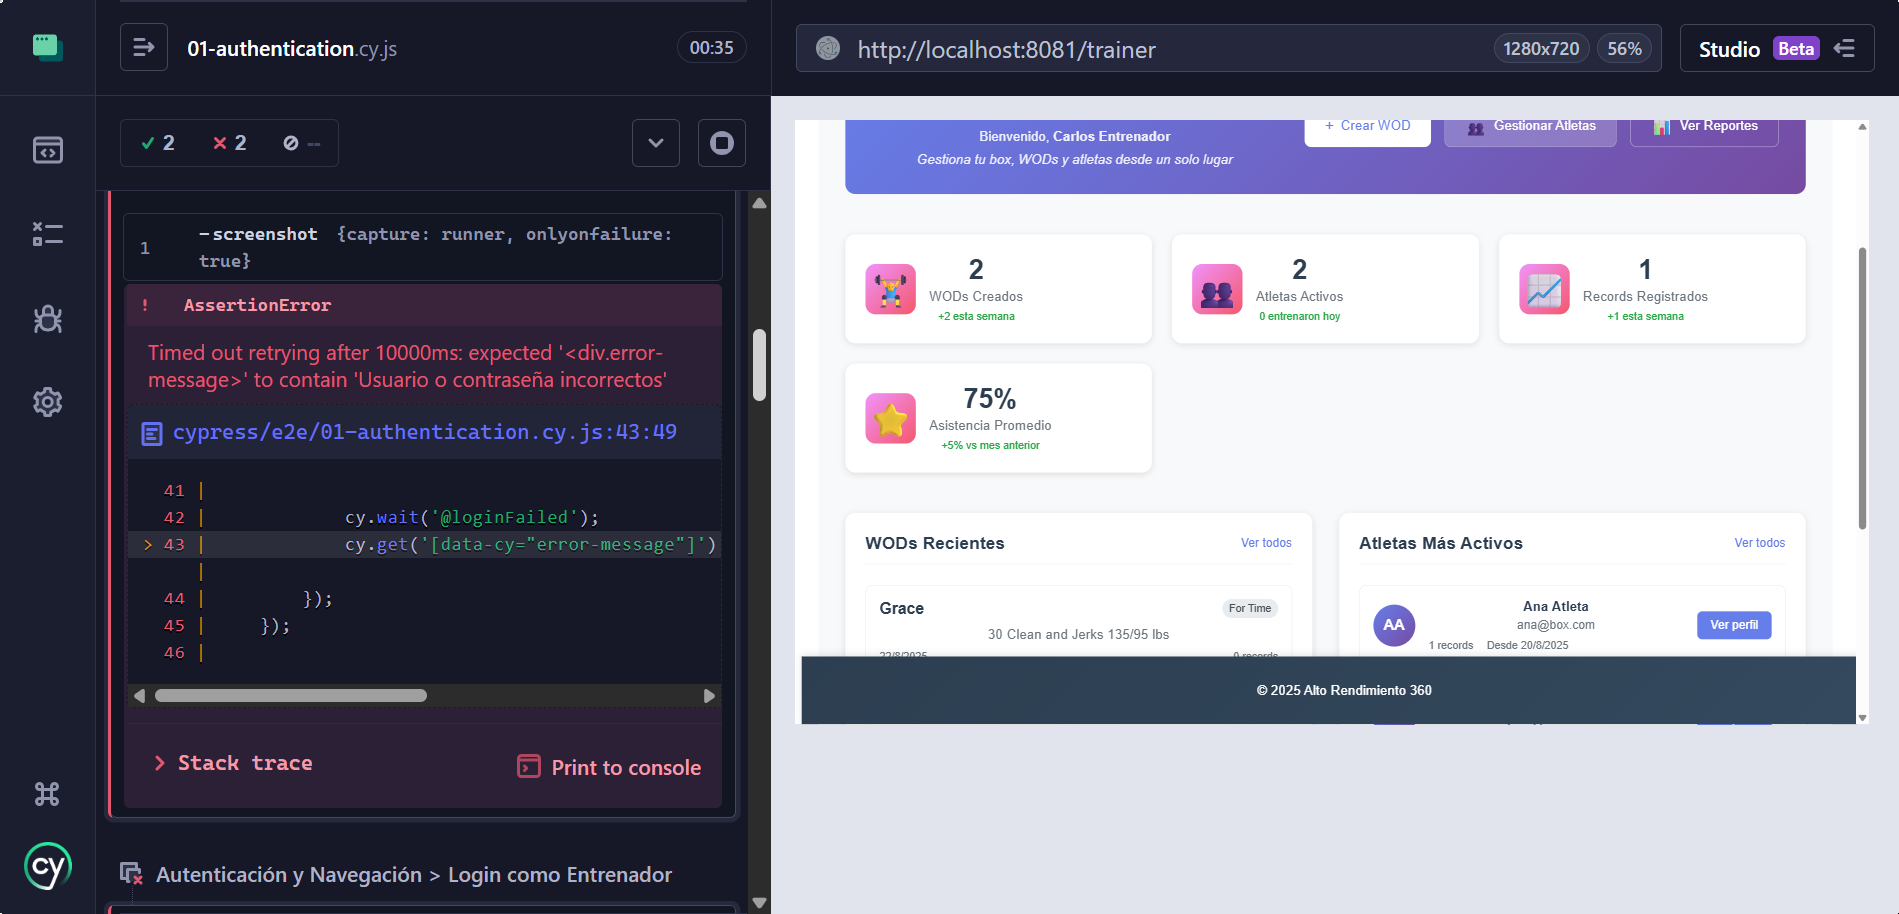 01-authentication.cy.js
00:35
2
2
--
1
-screenshot {capture: runner, onlyonfailure:
true}
! AssertionError
Timed out retrying after 10000ms: expected '<div.error-
message>' to contain 'Usuario o contraseña incorrectos'
cypress/e2e/01-authentication.cy.js:43:49
41 |
42 | cy.wait('@loginFailed');
> 43 | cy.get('[data-cy="error-message"]')
|
44 | });
45 | });
46 |
> Stack trace
Print to console
Autenticación y Navegación > Login como Entrenador
cy
http://localhost:8081/trainer
1280x720
56%
Studio Beta
Bienvenido, Carlos Entrenador
Gestiona tu box, WODs y atletas desde un solo lugar
+ Crear WOD
Gestionar Atletas
Ver Reportes
2
WODs Creados
+2 esta semana
2
Atletas Activos
0 entrenaron hoy
1
Records Registrados
+1 esta semana
75%
Asistencia Promedio
+5% vs mes anterior
WODs Recientes
Ver todos
Grace
For Time
30 Clean and Jerks 135/95 lbs
22/8/2025
0 records
Atletas Más Activos
Ver todos
AA
Ana Atleta
ana@box.com
1 records Desde 20/8/2025
Ver perfil
© 2025 Alto Rendimiento 360